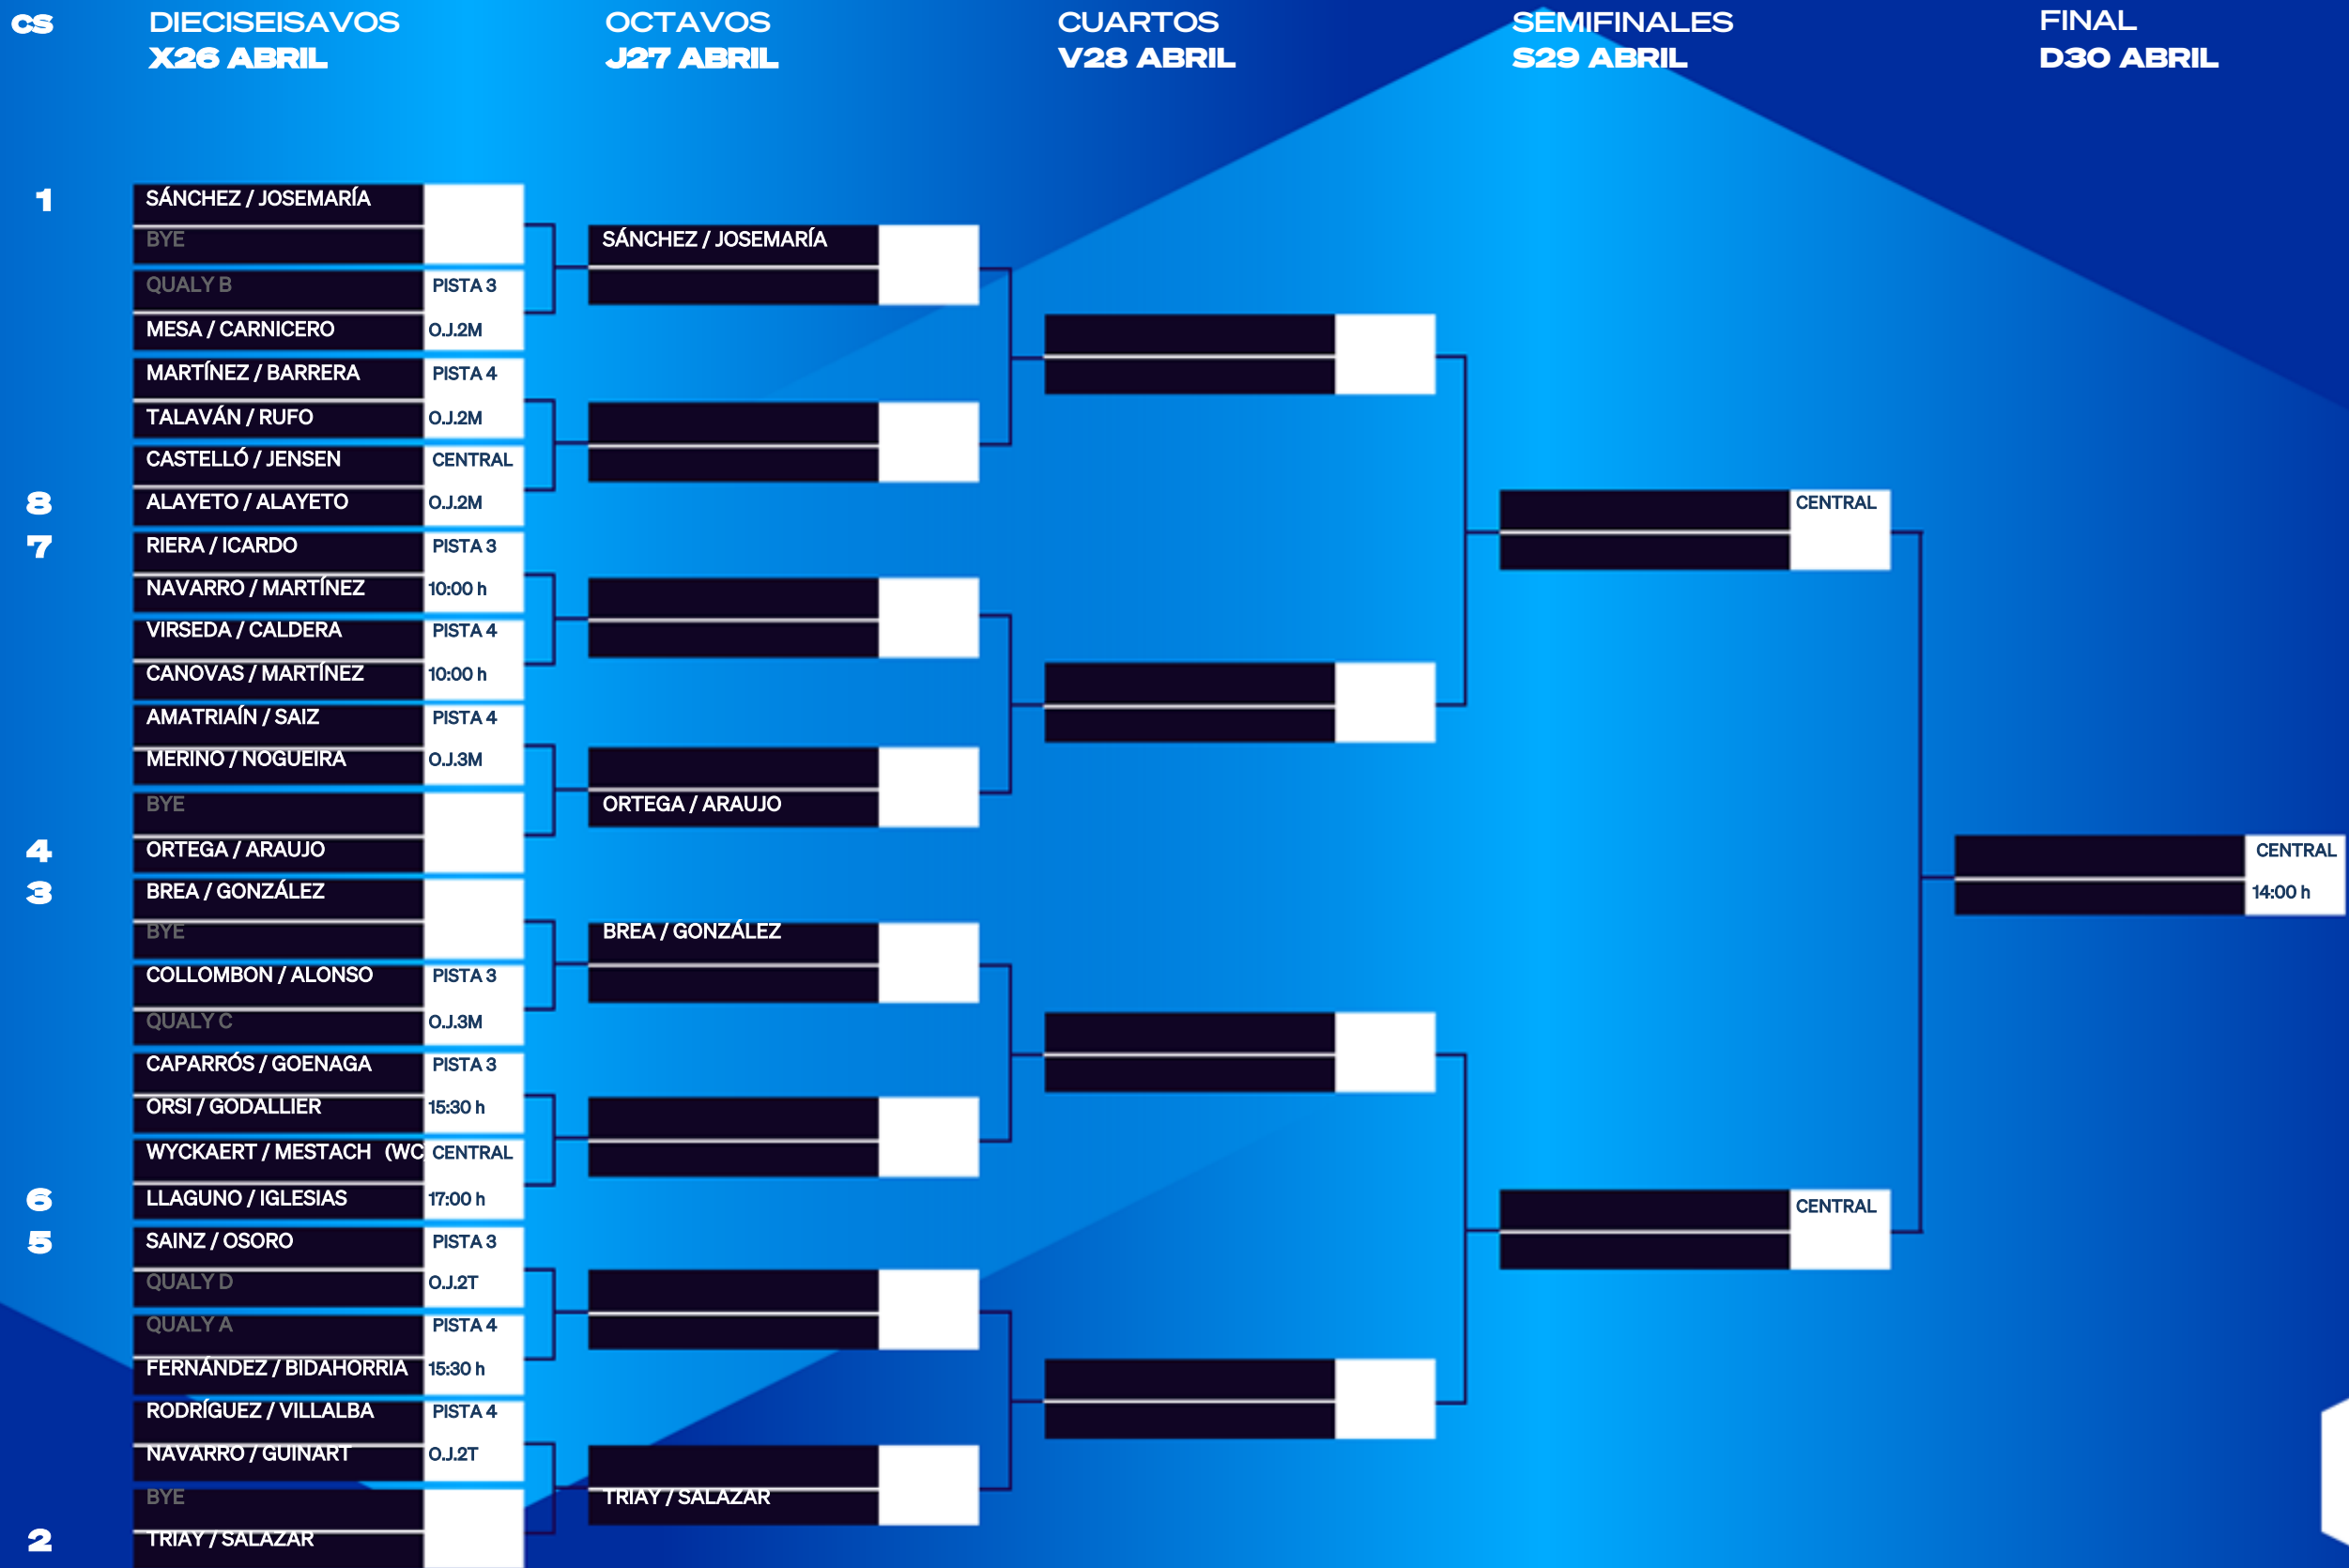 CS
DIECISEISAVOS
X26 ABRIL
OCTAVOS
J27 ABRIL
CUARTOS
V28 ABRIL
SEMIFINALES
S29 ABRIL
FINAL
D30 ABRIL
1
SÁNCHEZ / JOSEMARÍA
BYE
QUALY B
PISTA 3
MESA / CARNICERO
O.J.2M
MARTÍNEZ / BARRERA
PISTA 4
TALAVÁN / RUFO
O.J.2M
CASTELLÓ / JENSEN
CENTRAL
8
ALAYETO / ALAYETO
O.J.2M
7
RIERA / ICARDO
PISTA 3
NAVARRO / MARTÍNEZ
10:00 h
VIRSEDA / CALDERA
PISTA 4
CANOVAS / MARTÍNEZ
10:00 h
AMATRIAÍN / SAIZ
PISTA 4
MERINO / NOGUEIRA
O.J.3M
BYE
4
ORTEGA / ARAUJO
3
BREA / GONZÁLEZ
BYE
COLLOMBON / ALONSO
PISTA 3
QUALY C
O.J.3M
CAPARRÓS / GOENAGA
PISTA 3
ORSI / GODALLIER
15:30 h
WYCKAERT / MESTACH (WC
CENTRAL
6
LLAGUNO / IGLESIAS
17:00 h
5
SAINZ / OSORO
PISTA 3
QUALY D
O.J.2T
QUALY A
PISTA 4
FERNÁNDEZ / BIDAHORRIA
15:30 h
RODRÍGUEZ / VILLALBA
PISTA 4
NAVARRO / GUINART
O.J.2T
BYE
2
TRIAY / SALAZAR
SÁNCHEZ / JOSEMARÍA
ORTEGA / ARAUJO
BREA / GONZÁLEZ
TRIAY / SALAZAR
CENTRAL
CENTRAL
CENTRAL
14:00 h